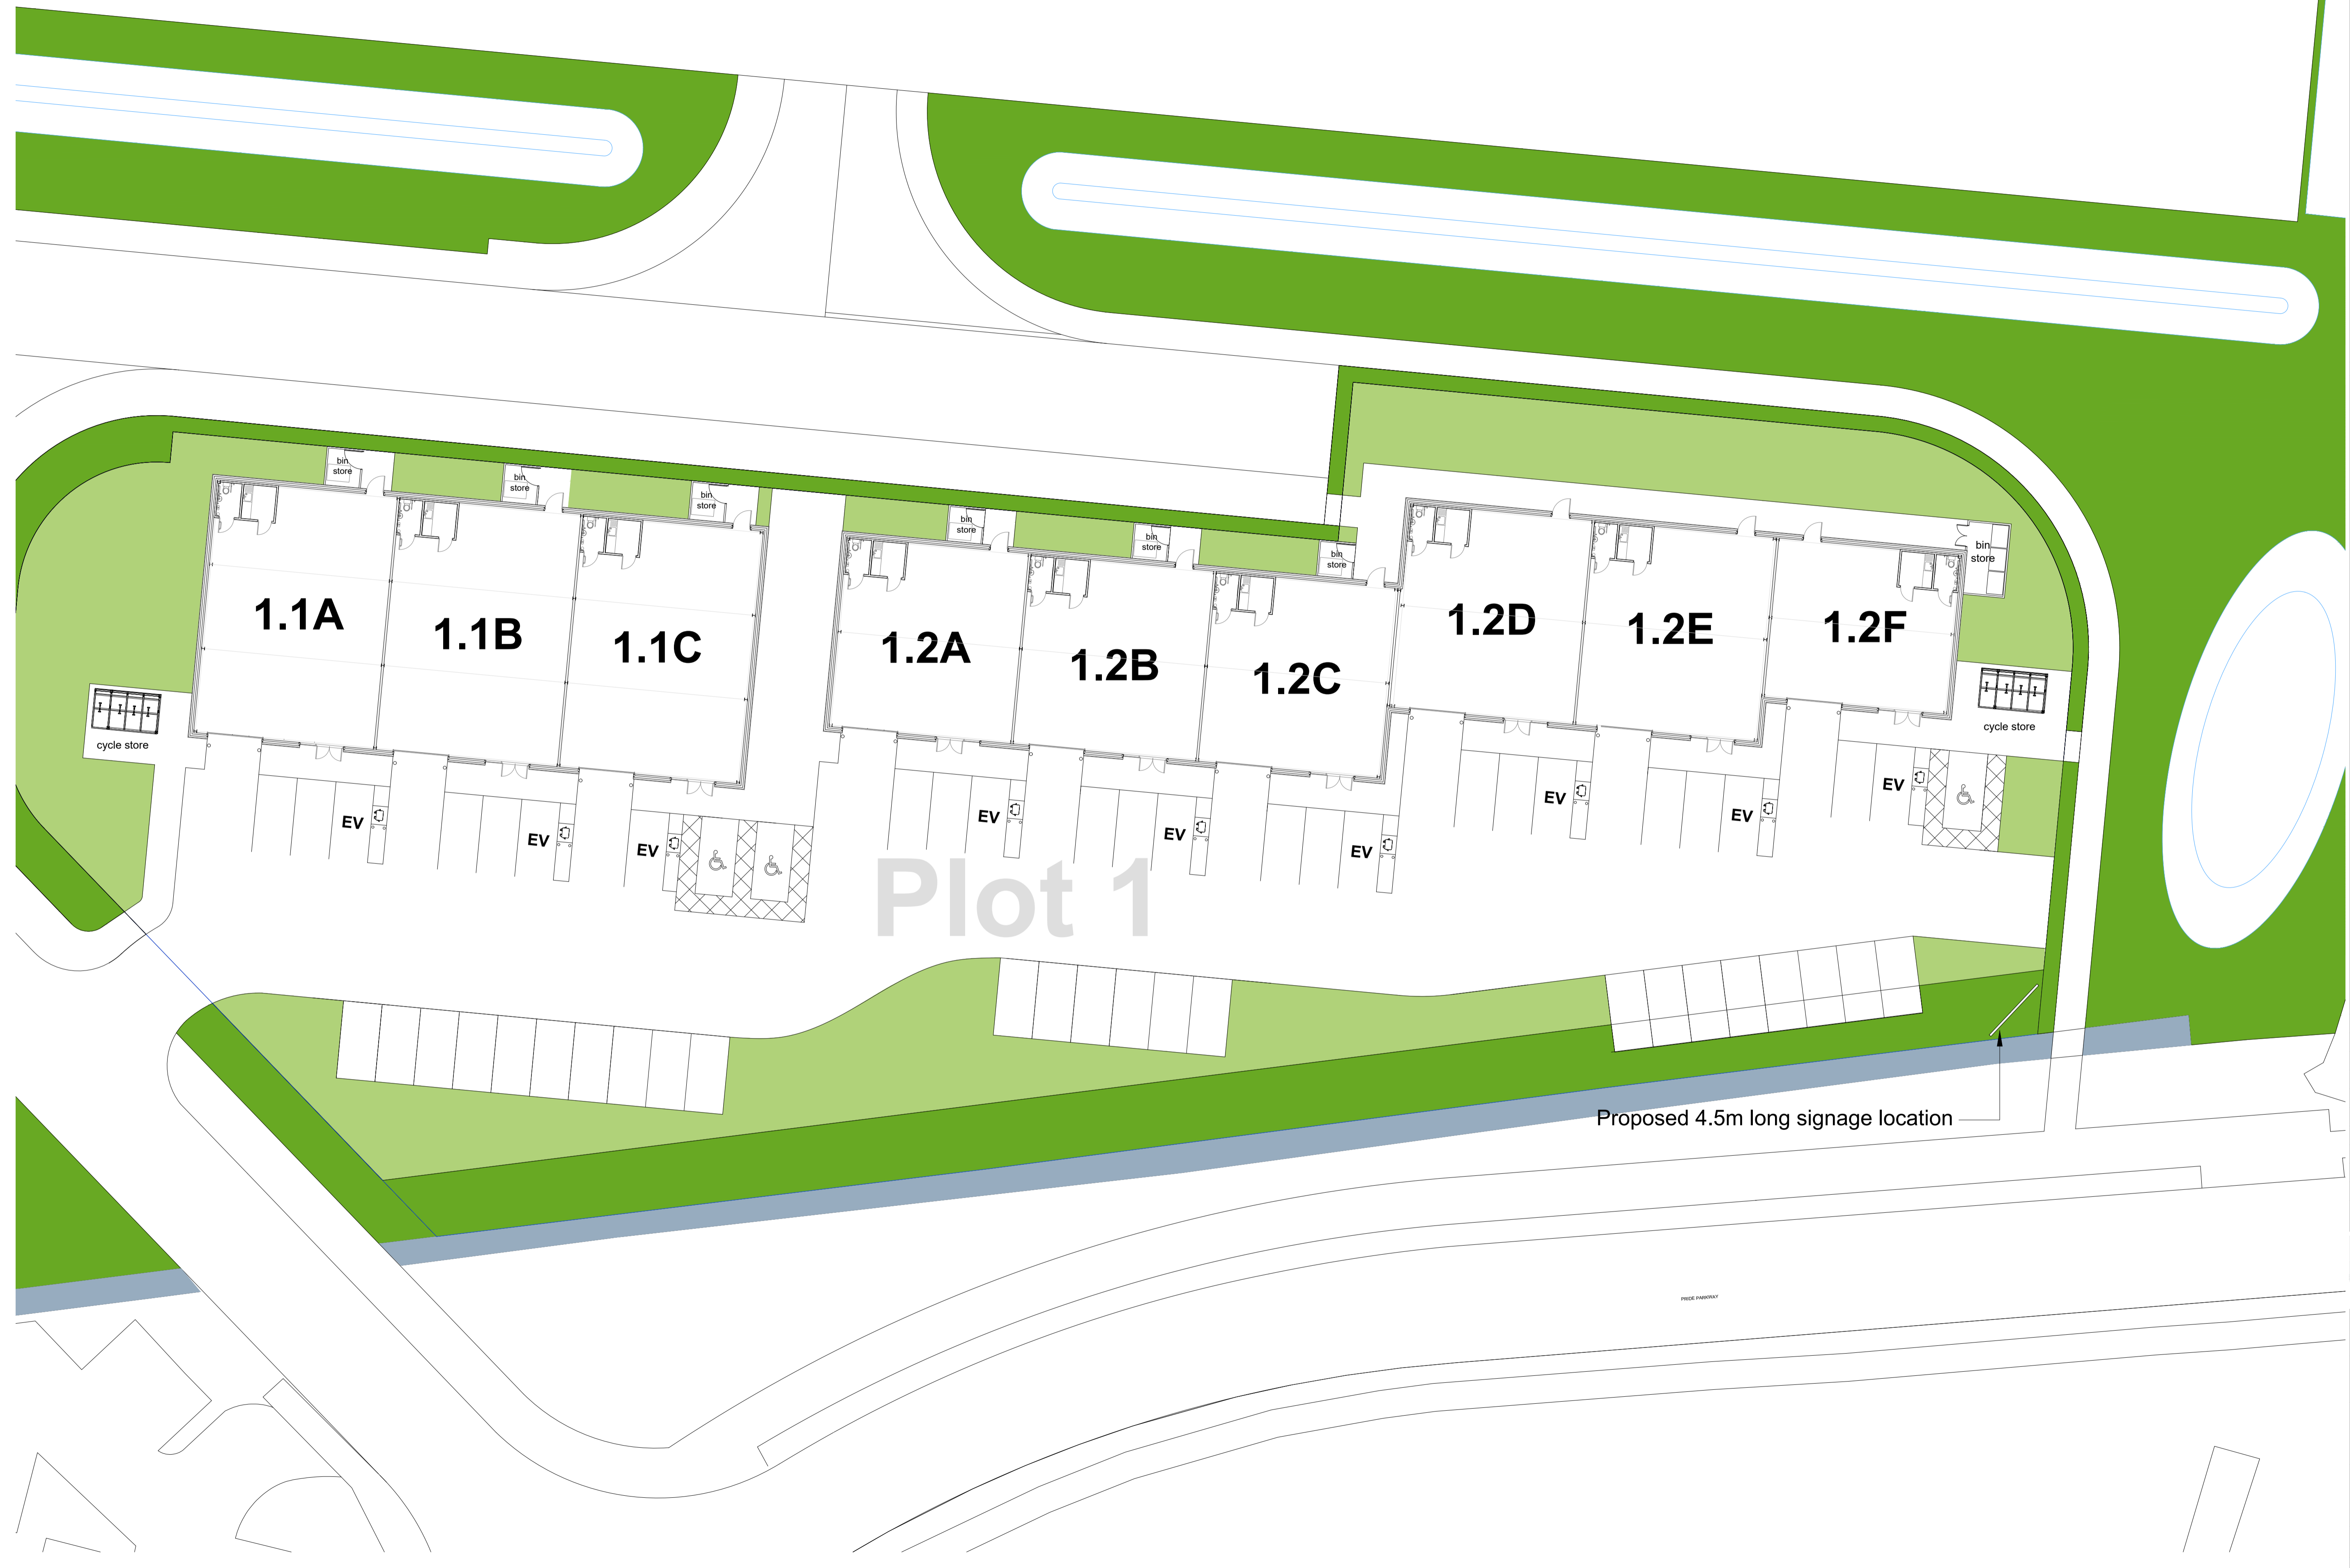 bin
store
bin
store
bin
store
bin
store
bin
store
bin
store
bin
store
1.1A
1.1B
1.1C
1.2A
1.2B
1.2C
1.2D
1.2E
1.2F
cycle store
cycle store
EV
EV
EV
EV
EV
EV
EV
EV
EV
Plot 1
Proposed 4.5m long signage location
PRIDE PARKWAY